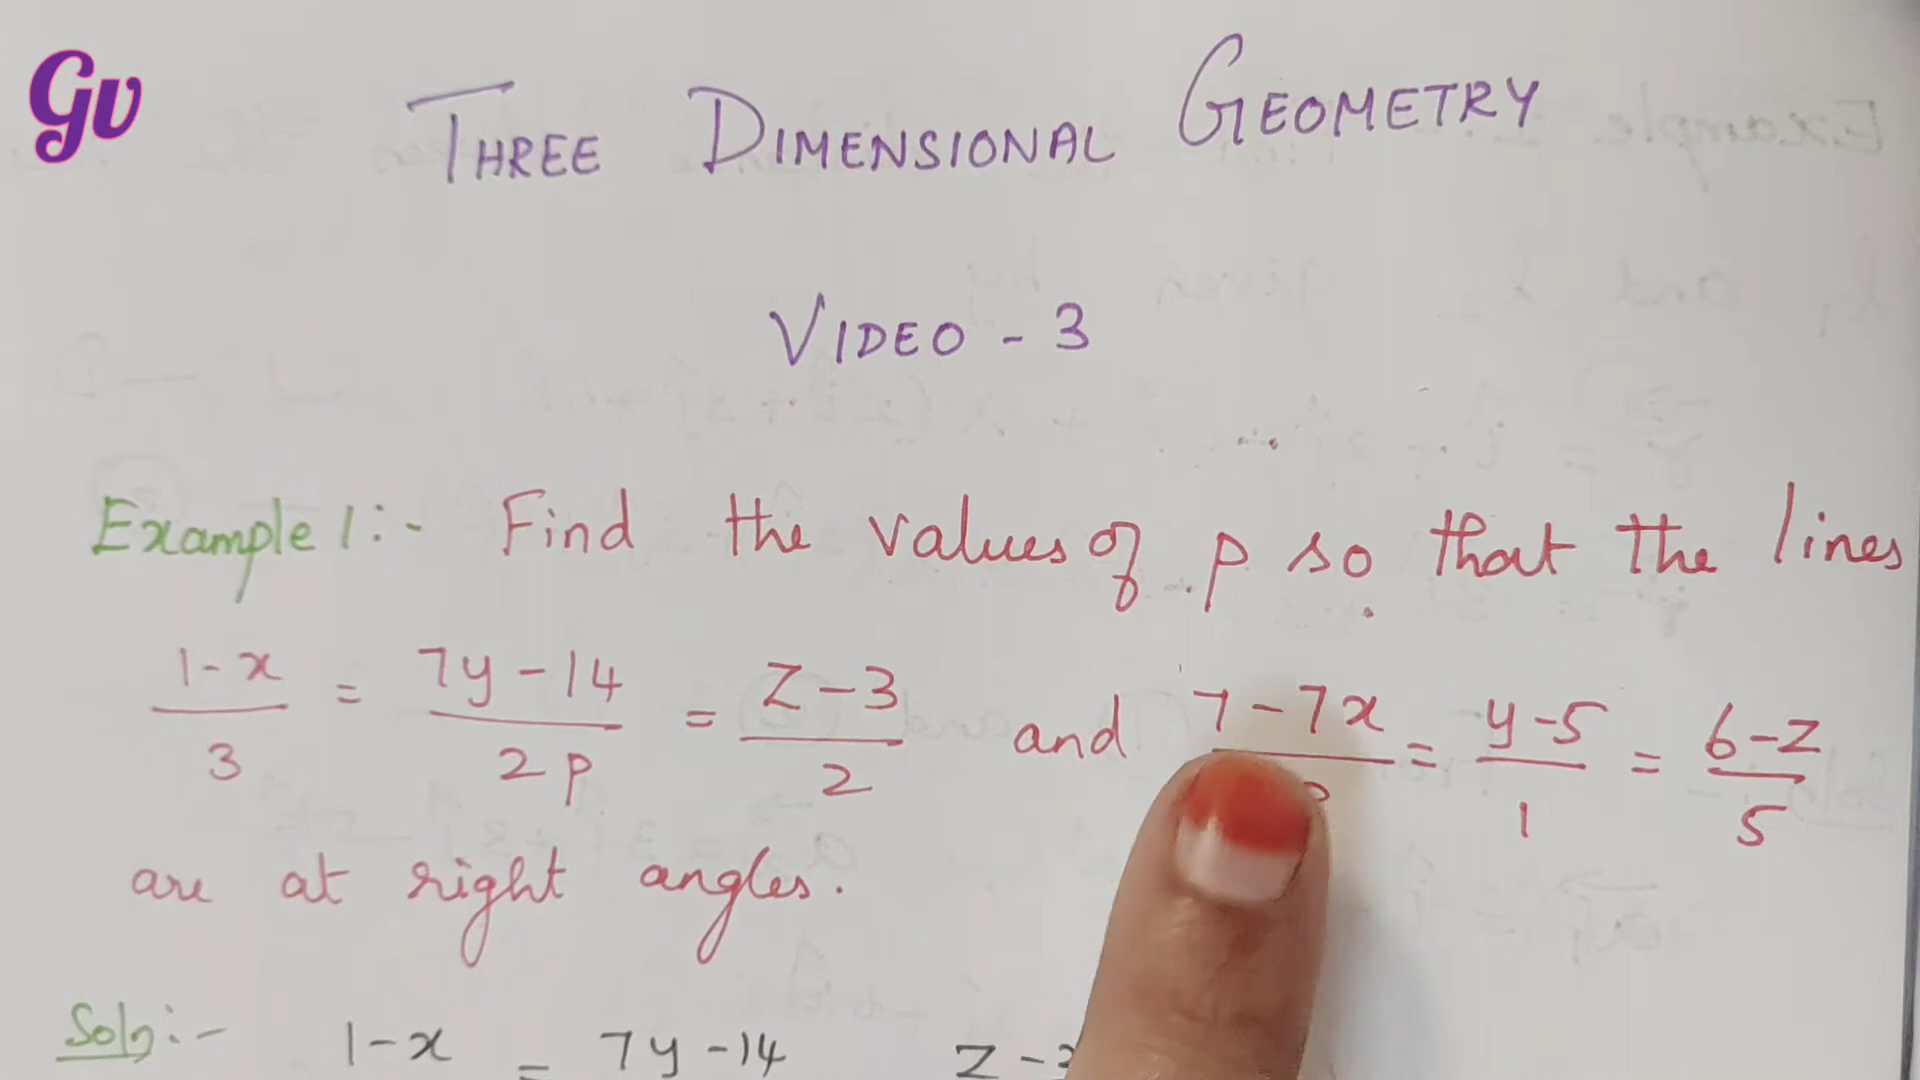 Gv
THREE DIMENSIONAL GEOMETRY
VIDEO - 3
Example 1:- Find the values of p so that the lines
1-x/3 = 7y-14/2p = z-3/2 and 7-7x/ = y-5/1 = 6-z/5
are at right angles.
Soln:- 1-x = 7y-14 z-